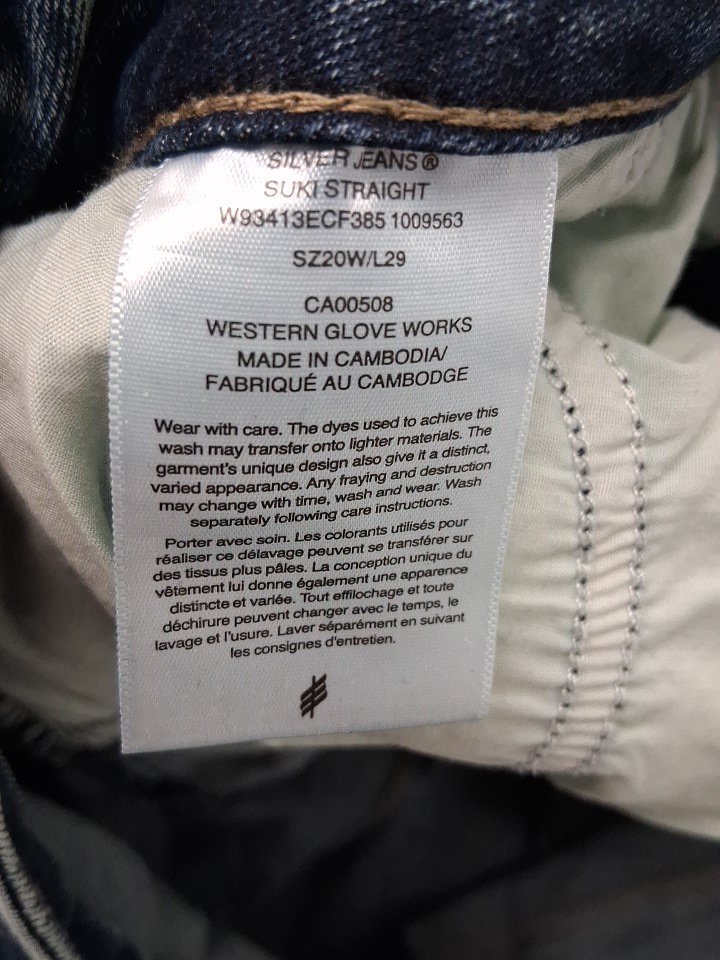 SILVER JEANS®
SUKI STRAIGHT
W93413ECF385 1009563
SZ20W/L29
CA00508
WESTERN GLOVE WORKS
MADE IN CAMBODIA/
FABRIQUÉ AU CAMBODGE
Wear with care. The dyes used to achieve this
wash may transfer onto lighter materials. The
garment's unique design also give it a distinct,
varied appearance. Any fraying and destruction
may change with time, wash and wear. Wash
separately following care instructions.
Porter avec soin. Les colorants utilisés pour
réaliser ce délavage peuvent se transférer sur
des tissus plus pâles. La conception unique du
vêtement lui donne également une apparence
distincte et variée. Tout effilochage et toute
déchirure peuvent changer avec le temps, le
lavage et l'usure. Laver séparément en suivant
les consignes d'entretien.